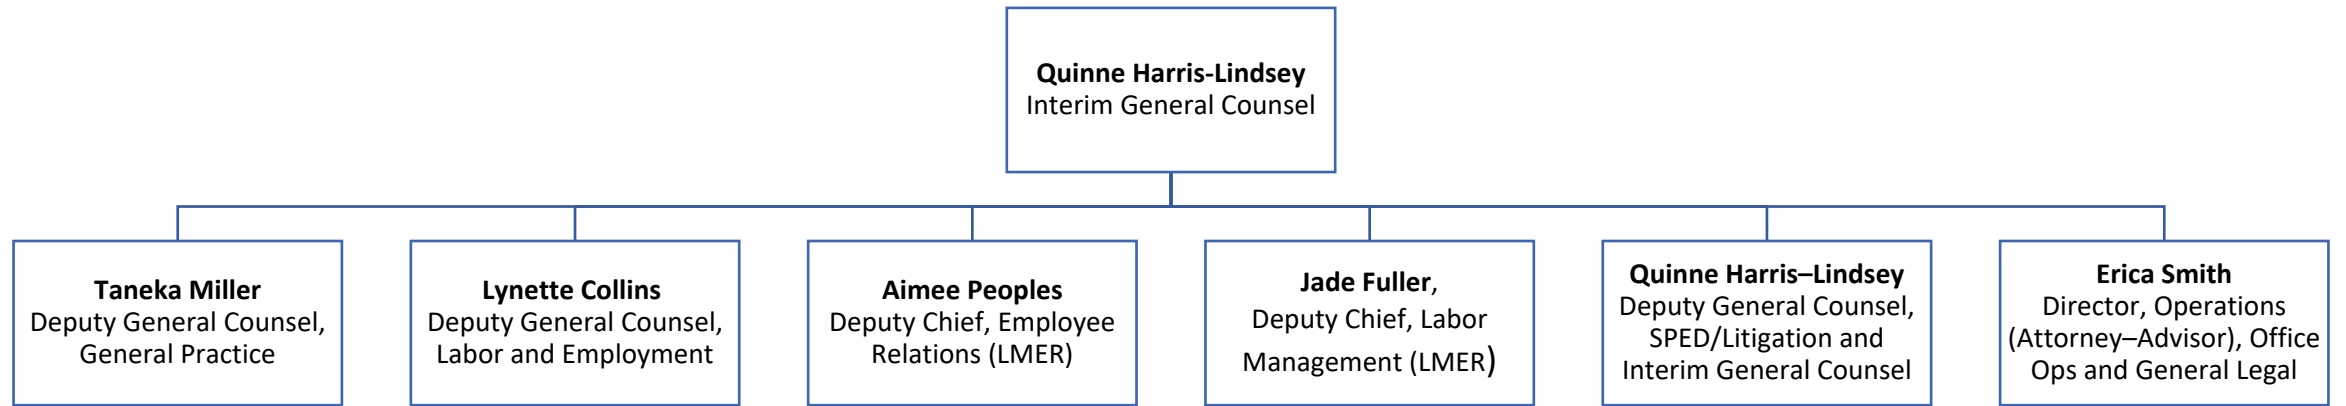 Quinne Harris-Lindsey
Interim General Counsel
Taneka Miller
Deputy General Counsel,
General Practice
Lynette Collins
Deputy General Counsel,
Labor and Employment
Aimee Peoples
Deputy Chief, Employee
Relations (LMER)
Jade Fuller,
Deputy Chief, Labor
Management (LMER)
Quinne Harris–Lindsey
Deputy General Counsel,
SPED/Litigation and
Interim General Counsel
Erica Smith
Director, Operations
(Attorney–Advisor), Office
Ops and General Legal